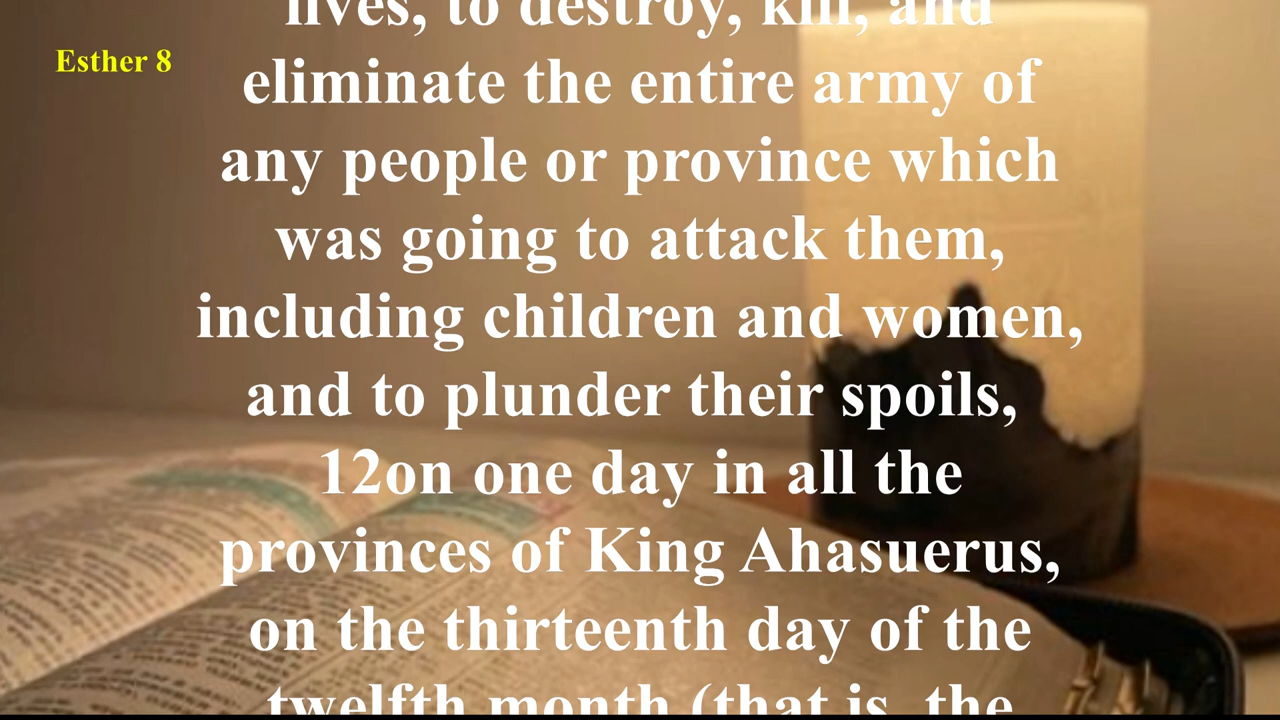 Esther 8
lives, to destroy, kill, and
eliminate the entire army of
any people or province which
was going to attack them,
including children and women,
and to plunder their spoils,
12on one day in all the
provinces of King Ahasuerus,
on the thirteenth day of the
twelfth month (that is, the